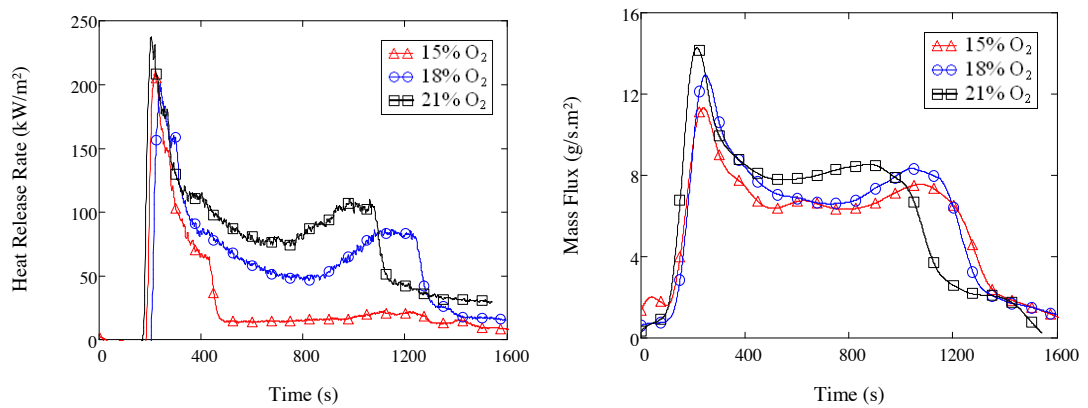 250
200
150
100
50
0
Heat Release Rate (kW/m²)
15% O₂
18% O₂
21% O₂
0
400
800
1200
1600
Time (s)
16
12
8
4
0
Mass Flux (g/s.m²)
15% O₂
18% O₂
21% O₂
0
400
800
1200
1600
Time (s)